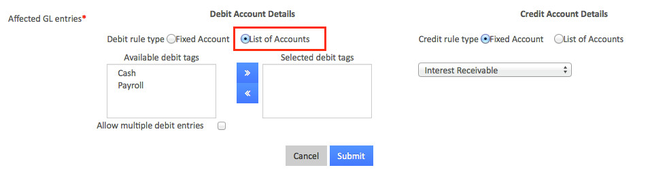 Debit Account Details
Credit Account Details
Affected GL entries*
Debit rule type Fixed Account List of Accounts
Credit rule type Fixed Account List of Accounts
Available debit tags
Selected debit tags
Cash
Payroll
»
«
Interest Receivable
Allow multiple debit entries
Cancel Submit